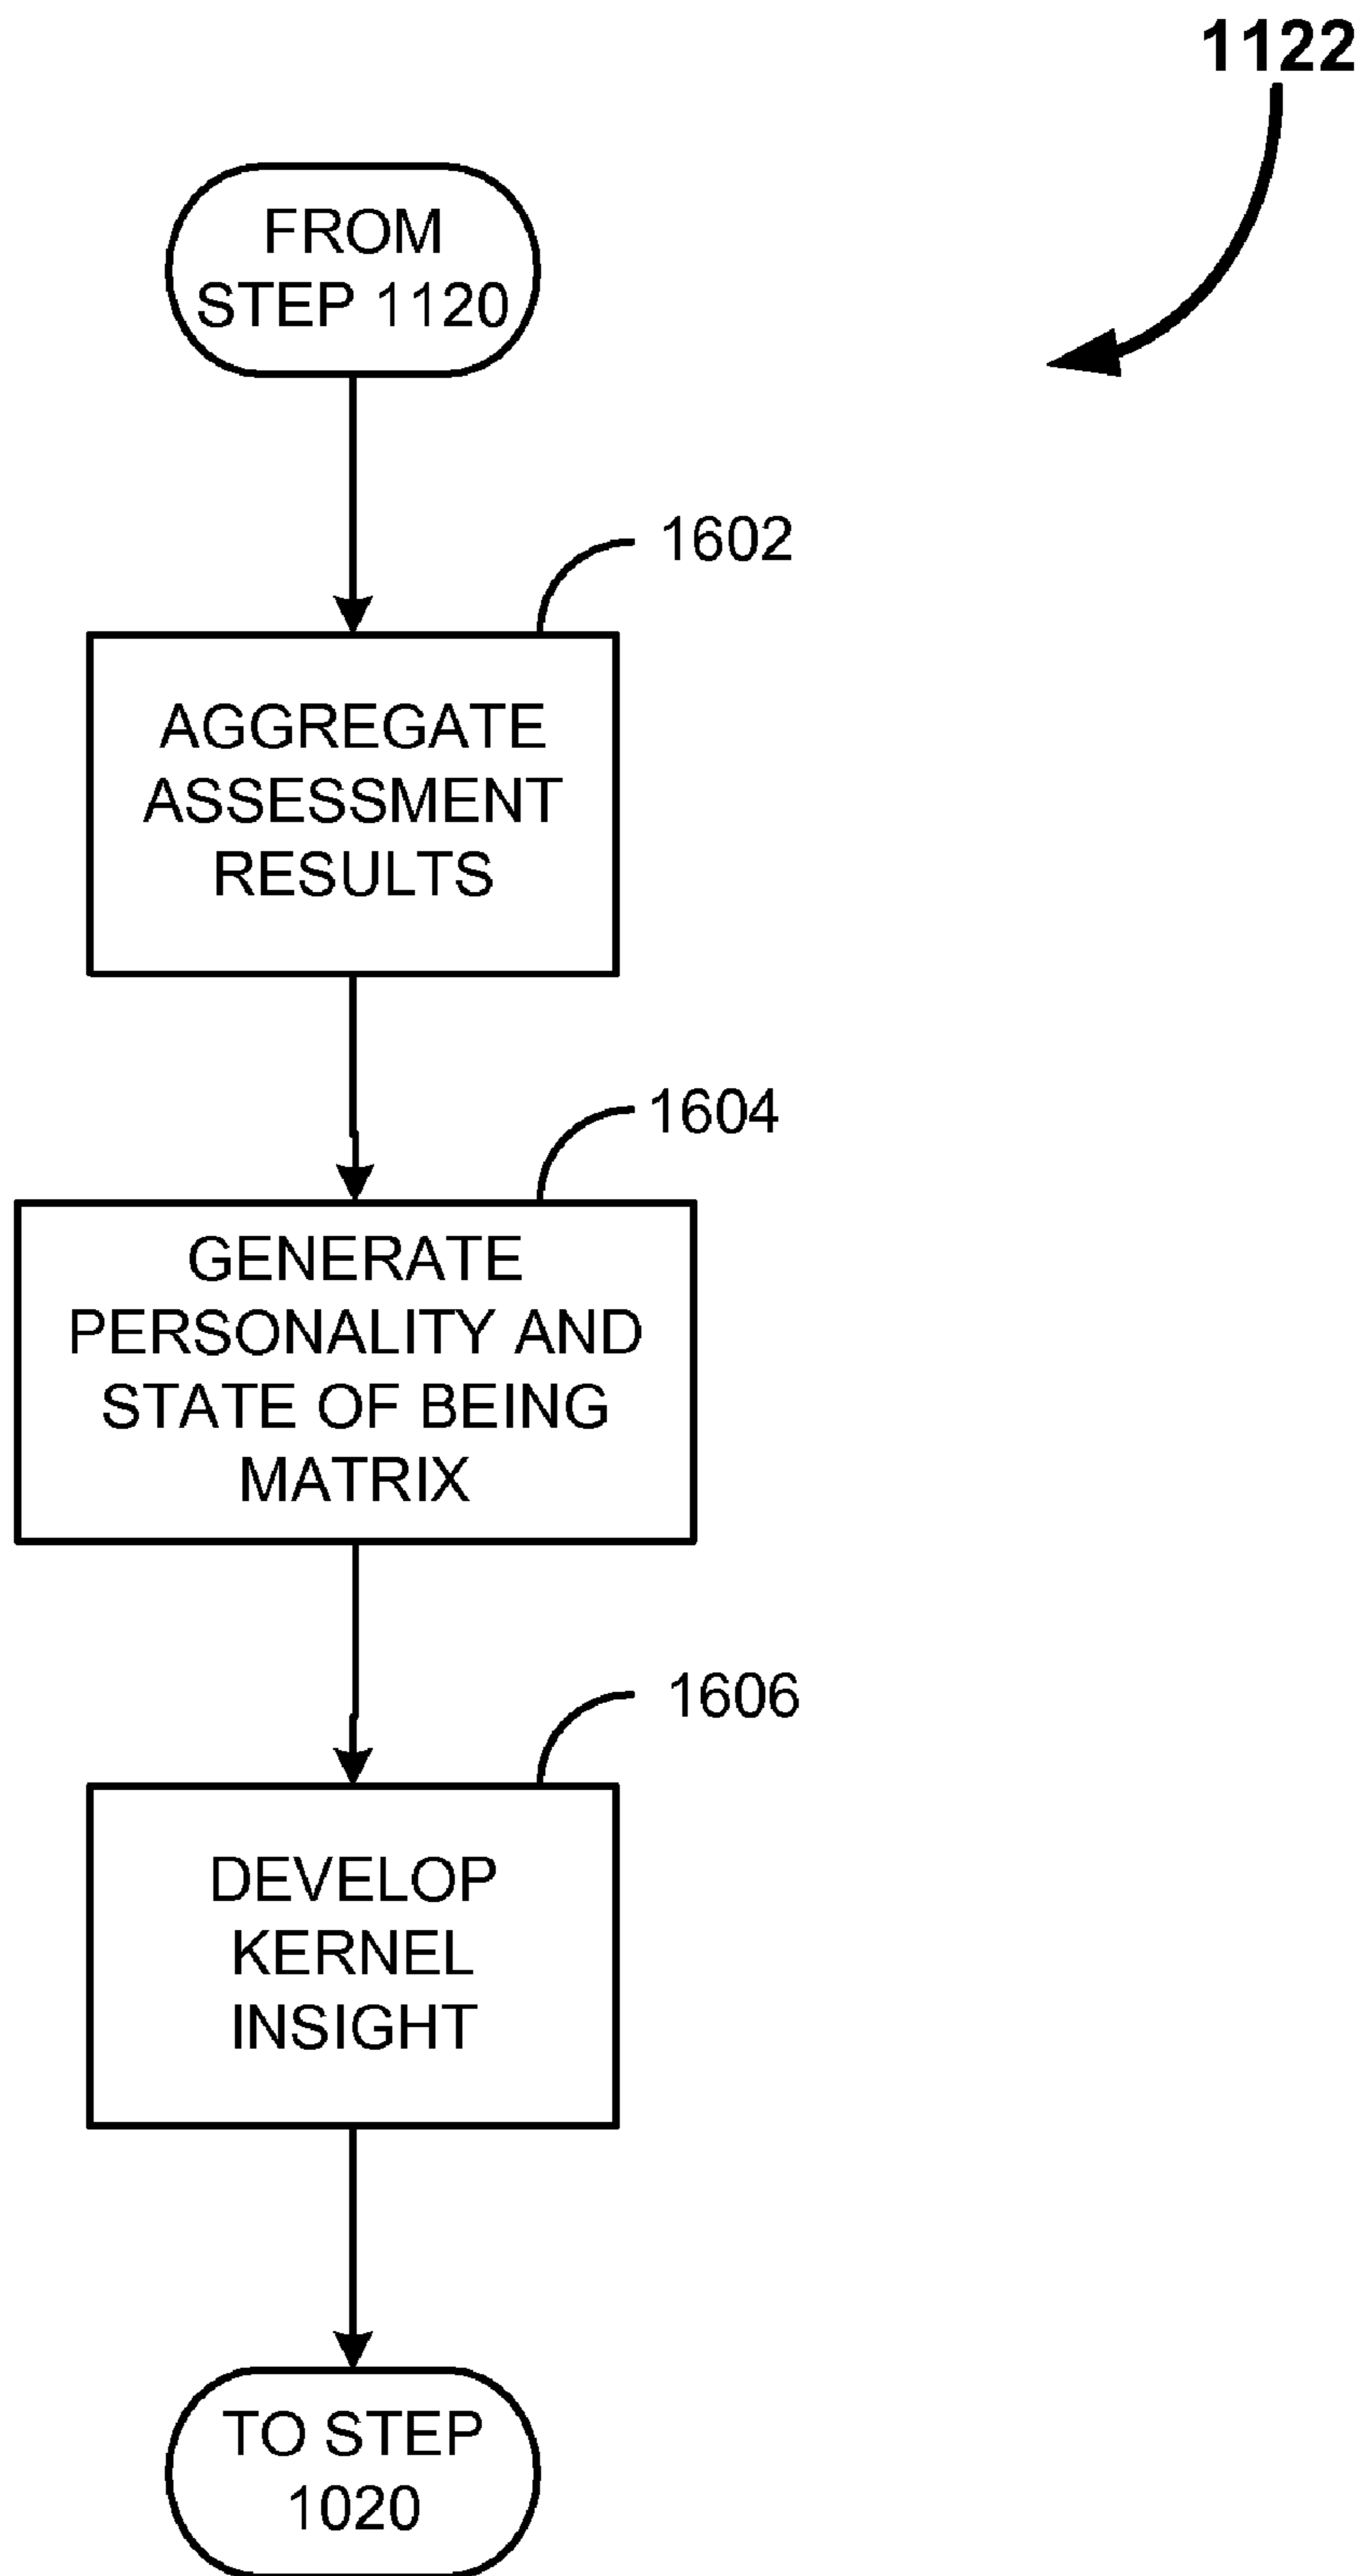 1122
FROM
STEP 1120
1602
AGGREGATE
ASSESSMENT
RESULTS
1604
GENERATE
PERSONALITY AND
STATE OF BEING
MATRIX
1606
DEVELOP
KERNEL
INSIGHT
TO STEP
1020